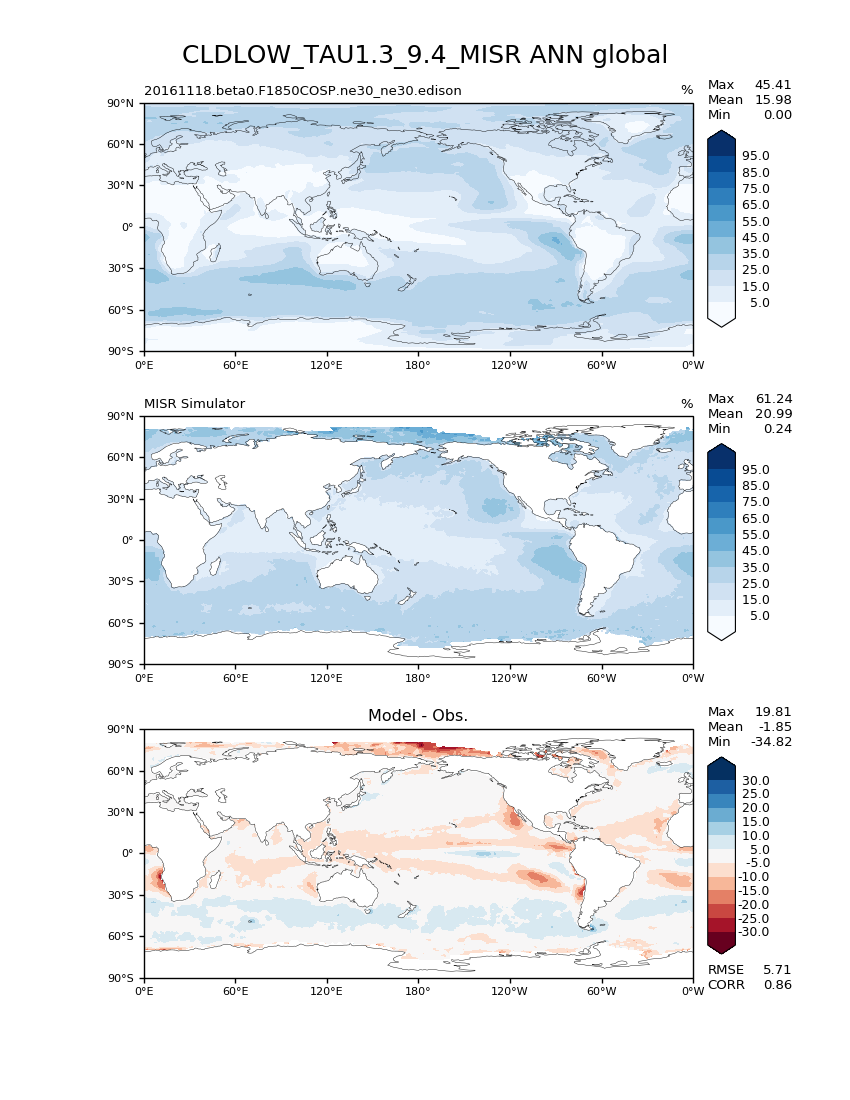 CLDLOW_TAU1.3_9.4_MISR ANN global
20161118.beta0.F1850COSP.ne30_ne30.edison
%
Max 45.41
Mean 15.98
Min 0.00
90°N
60°N
30°N
0°
30°S
60°S
90°S
0°E 60°E 120°E 180° 120°W 60°W 0°W
95.0
85.0
75.0
65.0
55.0
45.0
35.0
25.0
15.0
5.0
MISR Simulator
%
Max 61.24
Mean 20.99
Min 0.24
90°N
60°N
30°N
0°
30°S
60°S
90°S
0°E 60°E 120°E 180° 120°W 60°W 0°W
95.0
85.0
75.0
65.0
55.0
45.0
35.0
25.0
15.0
5.0
Model - Obs.
Max 19.81
Mean -1.85
Min -34.82
90°N
60°N
30°N
0°
30°S
60°S
90°S
0°E 60°E 120°E 180° 120°W 60°W 0°W
30.0
25.0
20.0
15.0
10.0
5.0
-5.0
-10.0
-15.0
-20.0
-25.0
-30.0
RMSE 5.71
CORR 0.86